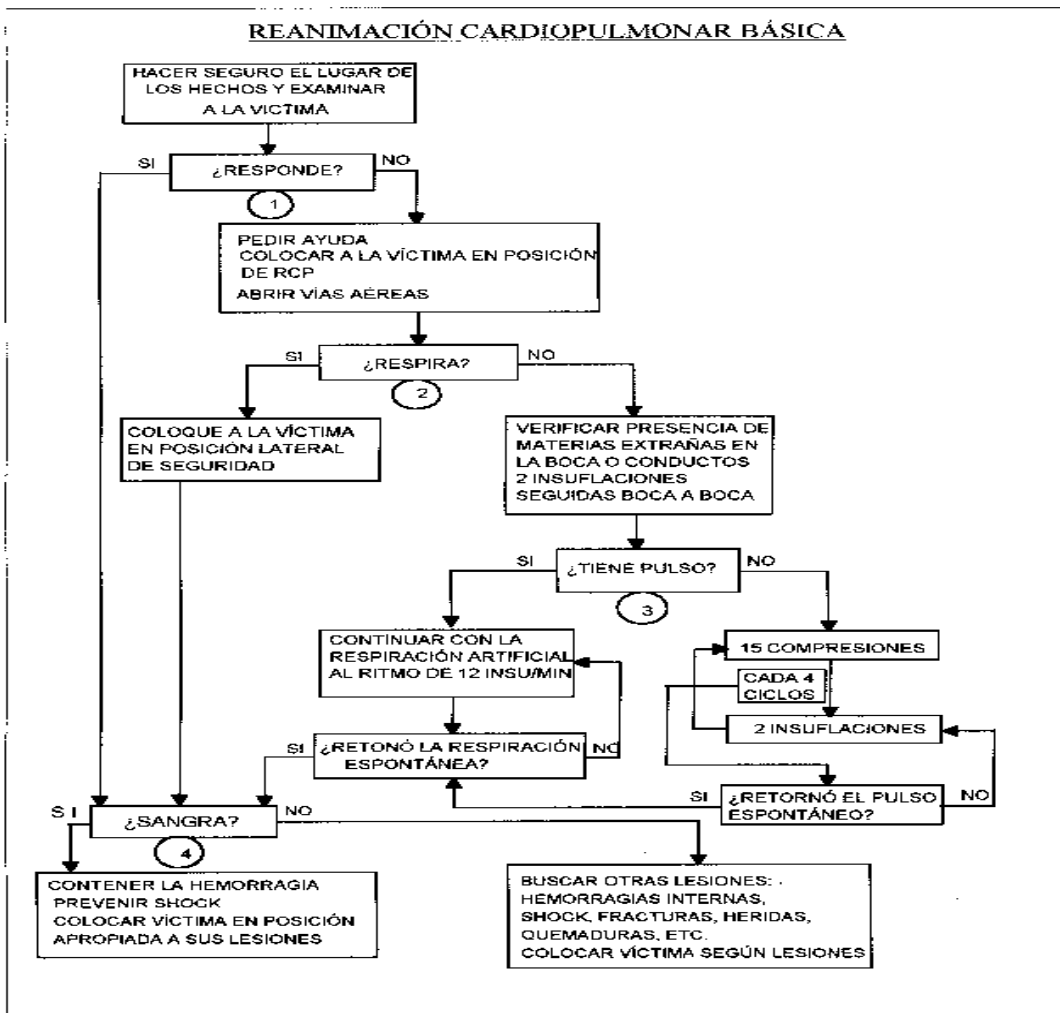 REANIMACIÓN CARDIOPULMONAR BÁSICA
HACER SEGURO EL LUGAR DE
LOS HECHOS Y EXAMINAR
A LA VICTIMA
SI
NO
¿RESPONDE?
1
PEDIR AYUDA
COLOCAR A LA VÍCTIMA EN POSICIÓN
DE RCP
ABRIR VÍAS AÉREAS
SI
NO
¿RESPIRA?
2
COLOQUE A LA VÍCTIMA
EN POSICIÓN LATERAL
DE SEGURIDAD
VERIFICAR PRESENCIA DE
MATERIAS EXTRAÑAS EN
LA BOCA O CONDUCTOS
2 INSUFLACIONES
SEGUIDAS BOCA A BOCA
SI
NO
¿TIENE PULSO?
3
CONTINUAR CON LA
RESPIRACIÓN ARTIFICIAL
AL RITMO DE 12 INSU/MIN
15 COMPRESIONES
CADA 4
CICLOS
2 INSUFLACIONES
SI
¿RETONÓ LA RESPIRACIÓN
ESPONTÁNEA?
NO
SI
¿RETORNÓ EL PULSO
ESPONTÁNEO?
NO
SI
¿SANGRA?
NO
4
CONTENER LA HEMORRAGIA
PREVENIR SHOCK
COLOCAR VÍCTIMA EN POSICIÓN
APROPIADA A SUS LESIONES
BUSCAR OTRAS LESIONES:
HEMORRAGIAS INTERNAS,
SHOCK, FRACTURAS, HERIDAS,
QUEMADURAS, ETC.
COLOCAR VÍCTIMA SEGÚN LESIONES